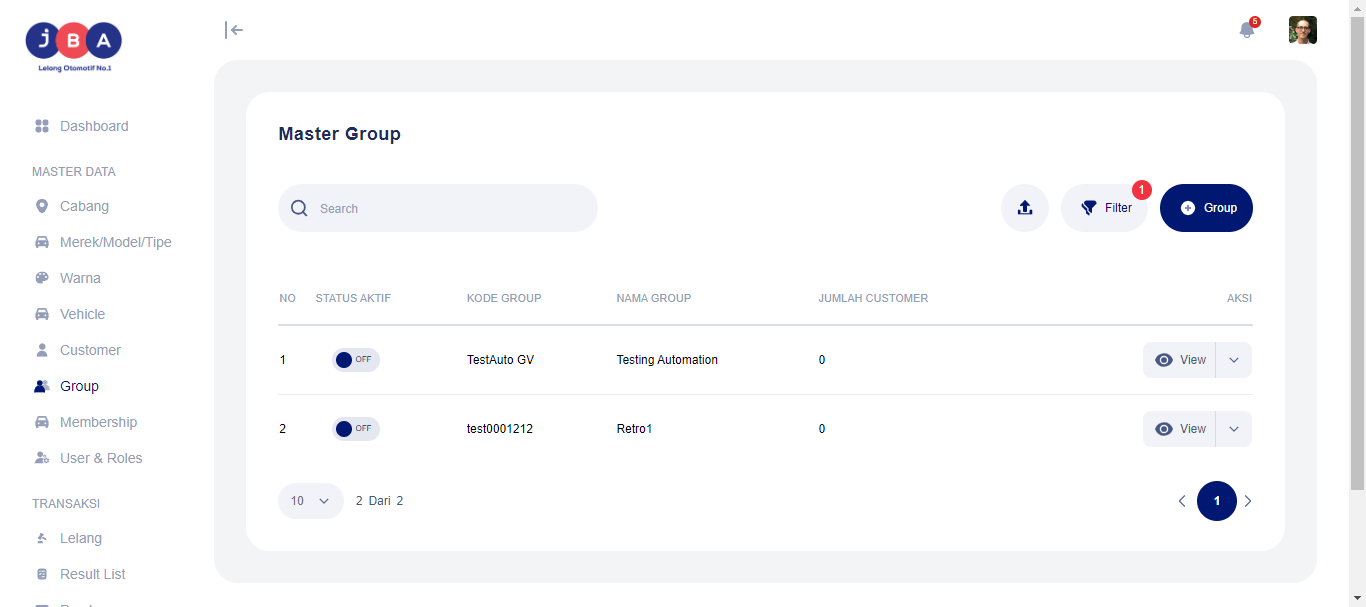 JBA
Lelang Otomotif No.1
5
Dashboard
MASTER DATA
Cabang
Merek/Model/Tipe
Warna
Vehicle
Customer
Group
Membership
User & Roles
TRANSAKSI
Lelang
Result List
Master Group
Search
Filter
1
Group
NO STATUS AKTIF KODE GROUP NAMA GROUP JUMLAH CUSTOMER AKSI
1 OFF TestAuto GV Testing Automation 0 View
2 OFF test0001212 Retro1 0 View
10 2 Dari 2 1